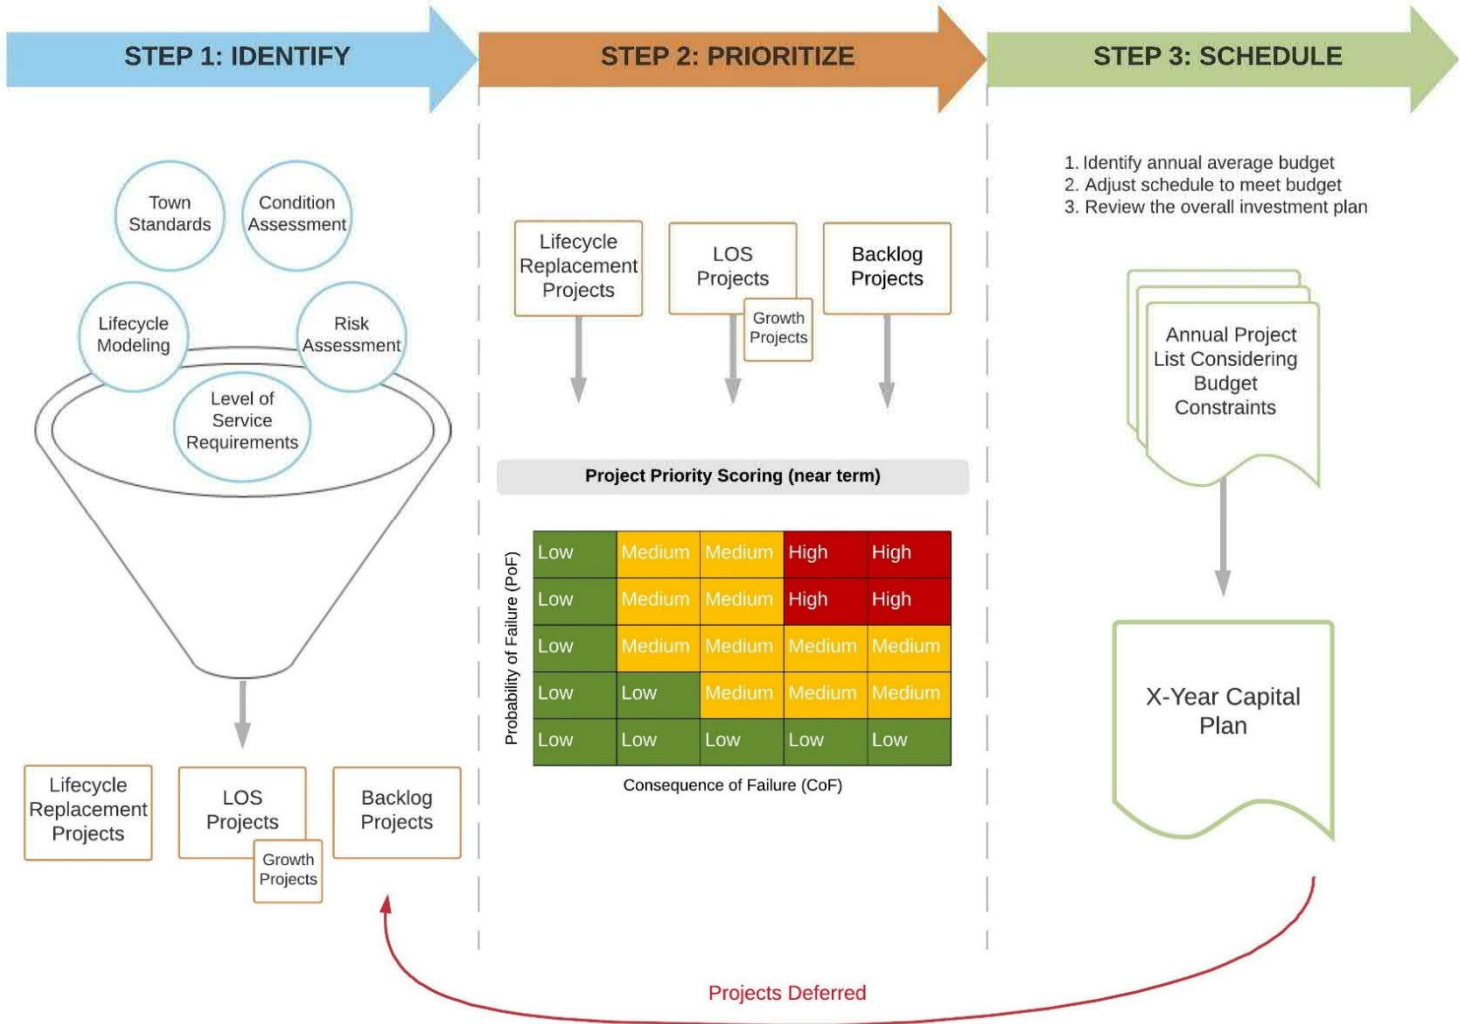 STEP 1: IDENTIFY
STEP 2: PRIORITIZE
STEP 3: SCHEDULE
Town
Standards
Condition
Assessment
Lifecycle
Modeling
Risk
Assessment
Level of
Service
Requirements
Lifecycle
Replacement
Projects
LOS
Projects
Growth
Projects
Backlog
Projects
Lifecycle
Replacement
Projects
LOS
Projects
Growth
Projects
Backlog
Projects
Project Priority Scoring (near term)
Probability of Failure (PoF)
Low Medium Medium High High
Low Medium Medium High High
Low Medium Medium Medium Medium
Low Low Medium Medium Medium
Low Low Low Low Low
Consequence of Failure (CoF)
1. Identify annual average budget
2. Adjust schedule to meet budget
3. Review the overall investment plan
Annual Project
List Considering
Budget
Constraints
X-Year Capital
Plan
Projects Deferred